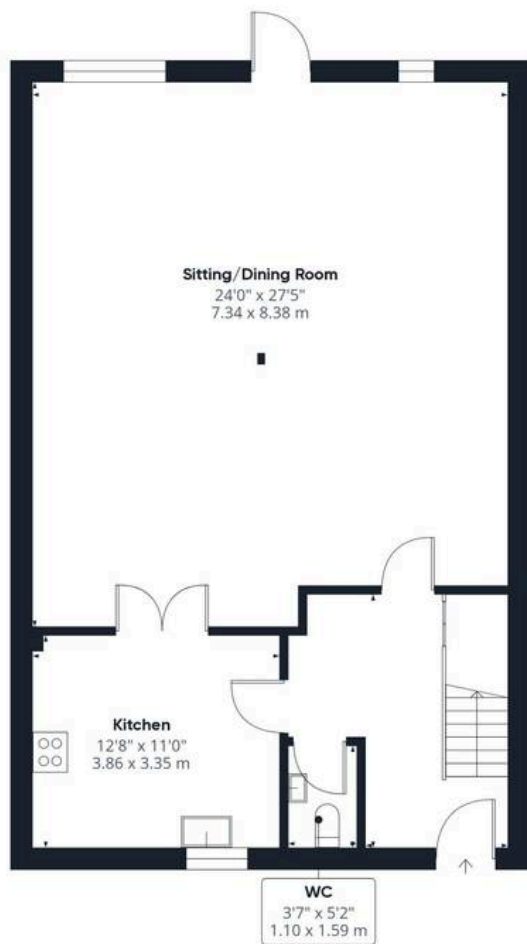 Sitting/Dining Room
24'0" x 27'5"
7.34 x 8.38 m
Kitchen
12'8" x 11'0"
3.86 x 3.35 m
WC
3'7" x 5'2"
1.10 x 1.59 m